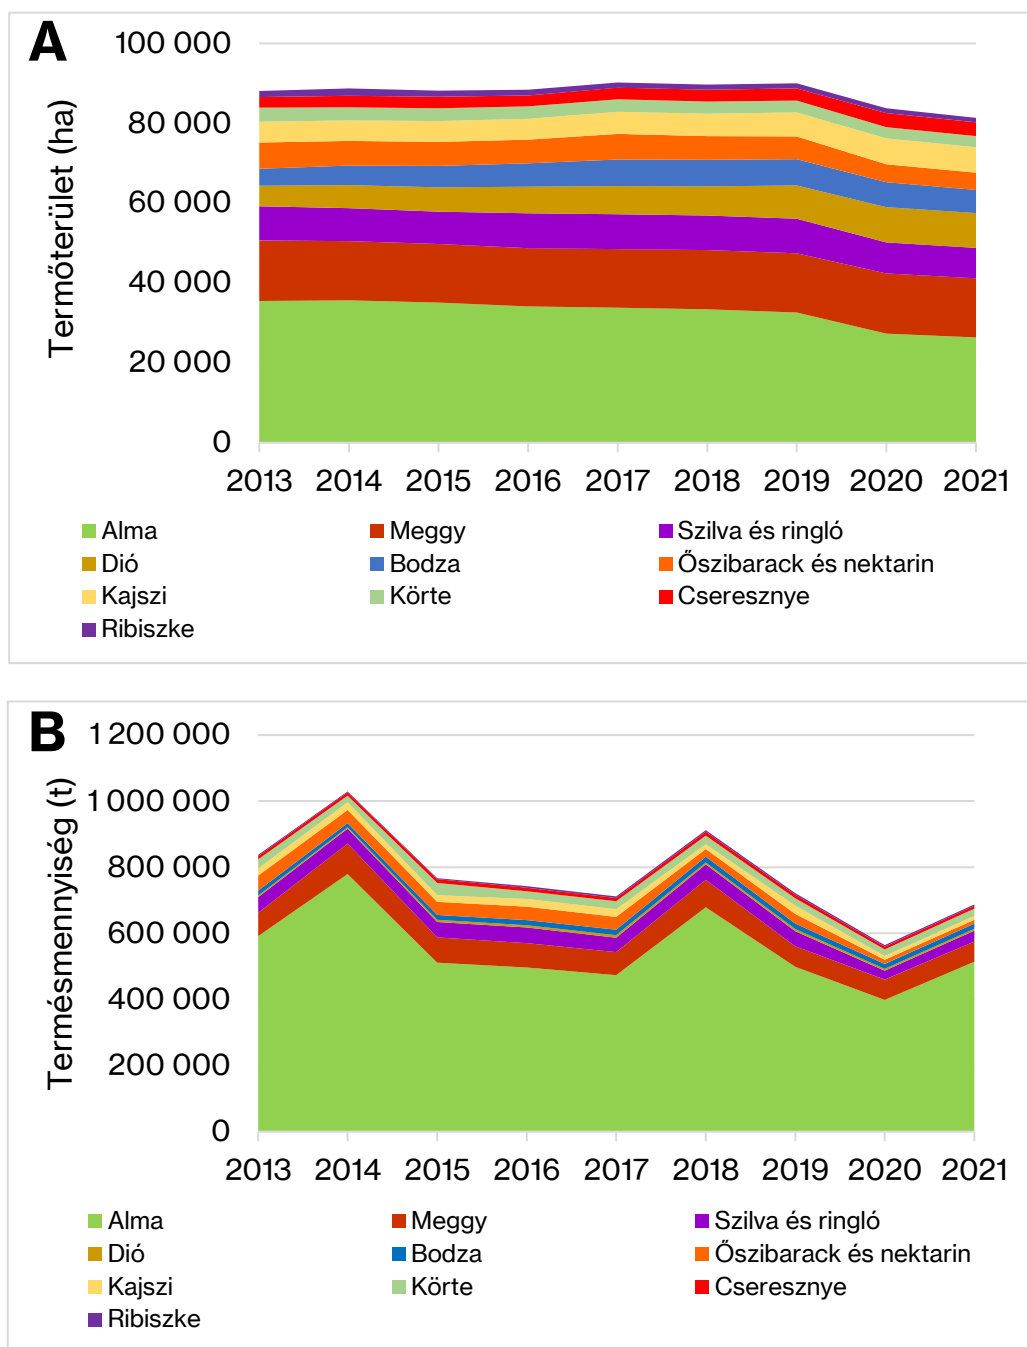 A
100 000
80 000
60 000
40 000
20 000
0
Termőterület (ha)
2013 2014 2015 2016 2017 2018 2019 2020 2021
Alma Meggy Szilva és ringló
Dió Bodza Őszibarack és nektarin
Kajszi Körte Cseresznye
Ribiszke
B
1 200 000
1 000 000
800 000
600 000
400 000
200 000
0
Termésmennyiség (t)
2013 2014 2015 2016 2017 2018 2019 2020 2021
Alma Meggy Szilva és ringló
Dió Bodza Őszibarack és nektarin
Kajszi Körte Cseresznye
Ribiszke